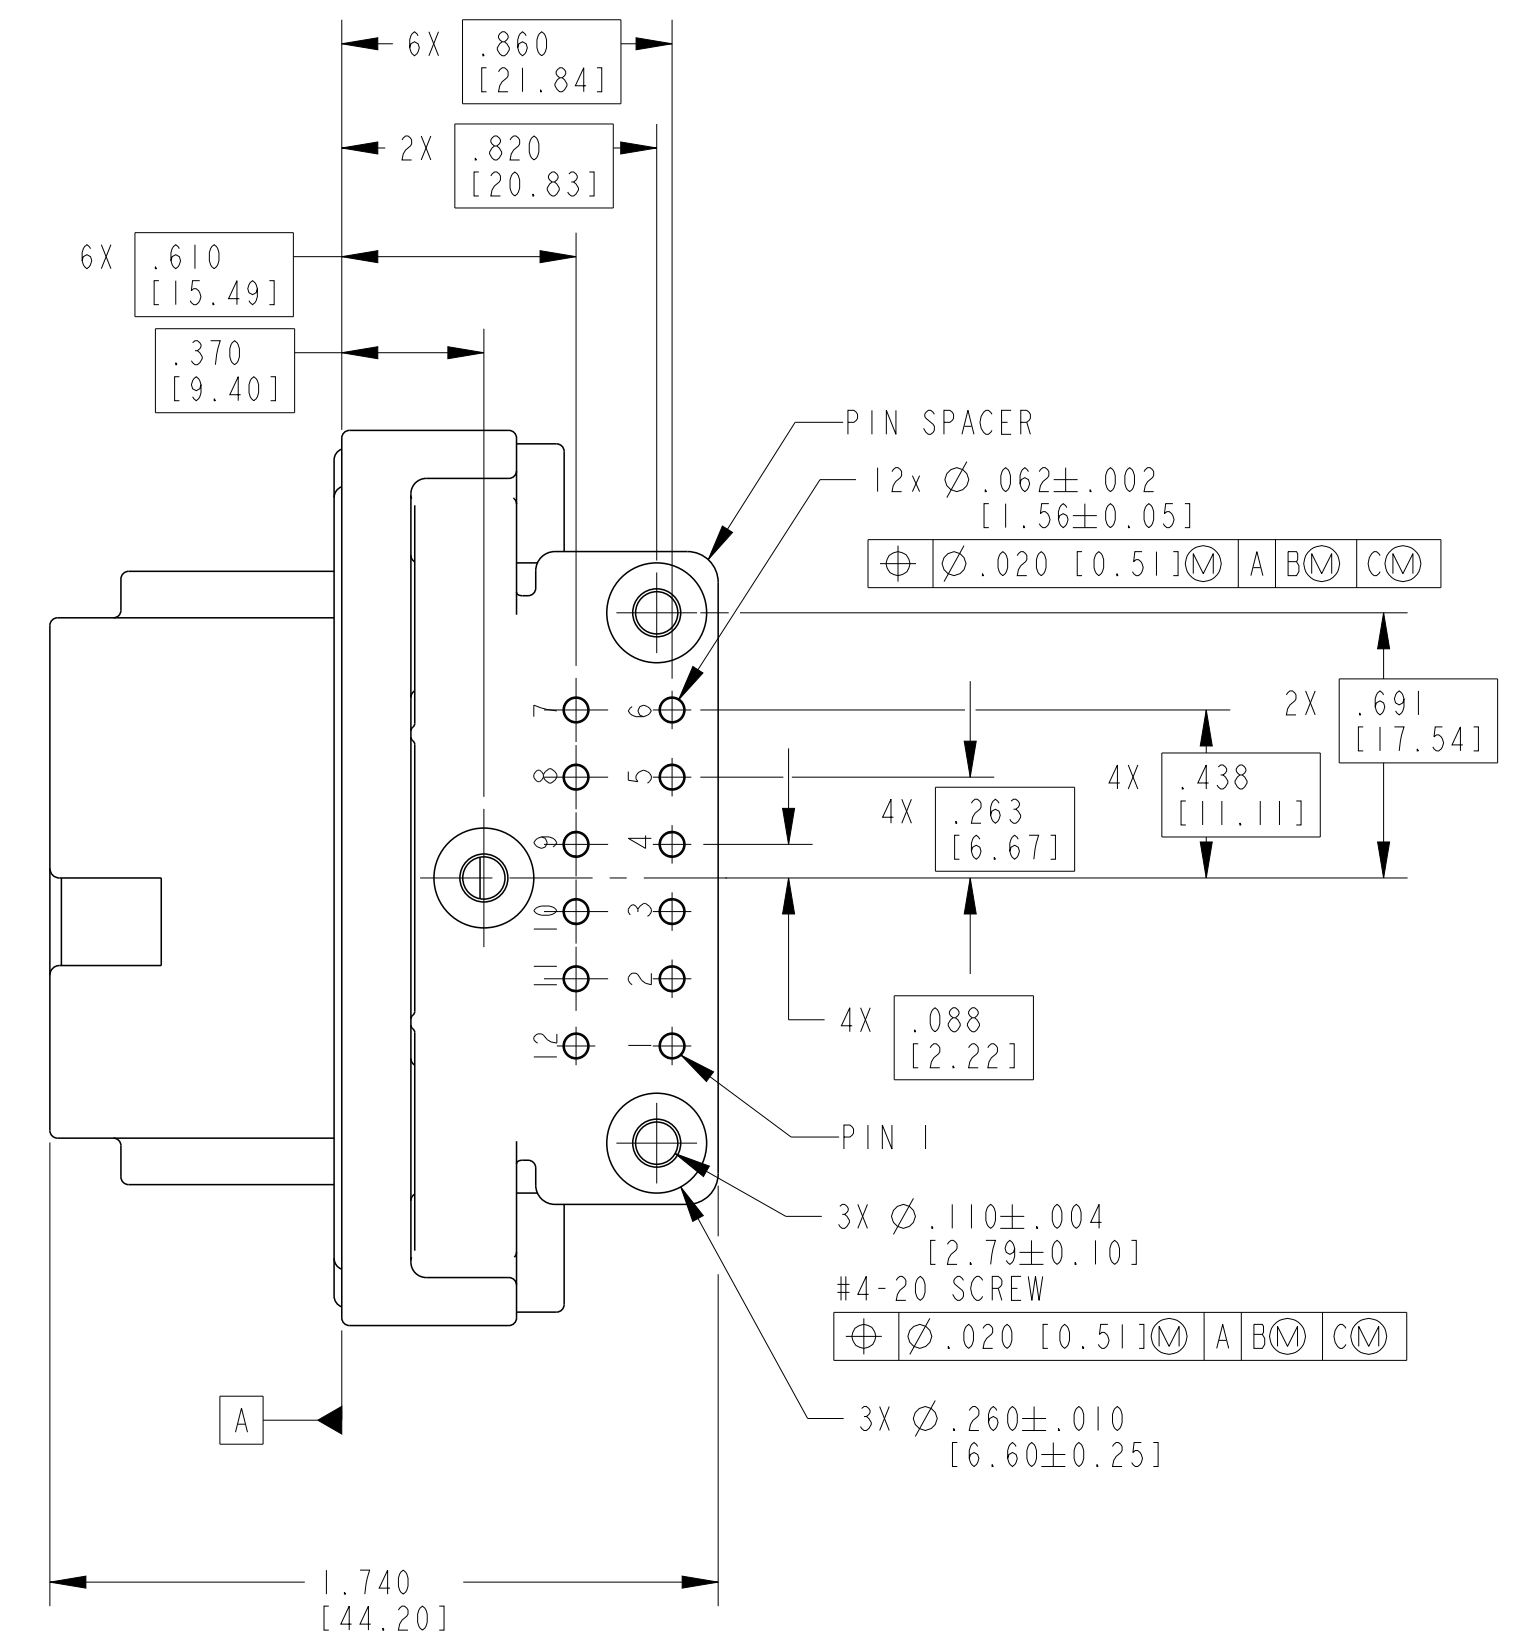 6X .860
[21.84]
2X .820
[20.83]
6X .610
[15.49]
.370
[9.40]
PIN SPACER
12x Ø .062±.002
[1.56±0.05]
⌖ Ø .020 [0.51]Ⓜ A BⓂ CⓂ
2X .691
[17.54]
4X .438
[11.11]
4X .263
[6.67]
4X .088
[2.22]
7 6
8 5
9 4
10 3
11 2
12 1
PIN 1
3X Ø .110±.004
[2.79±0.10]
#4-20 SCREW
⌖ Ø .020 [0.51]Ⓜ A BⓂ CⓂ
A
3X Ø .260±.010
[6.60±0.25]
1.740
[44.20]